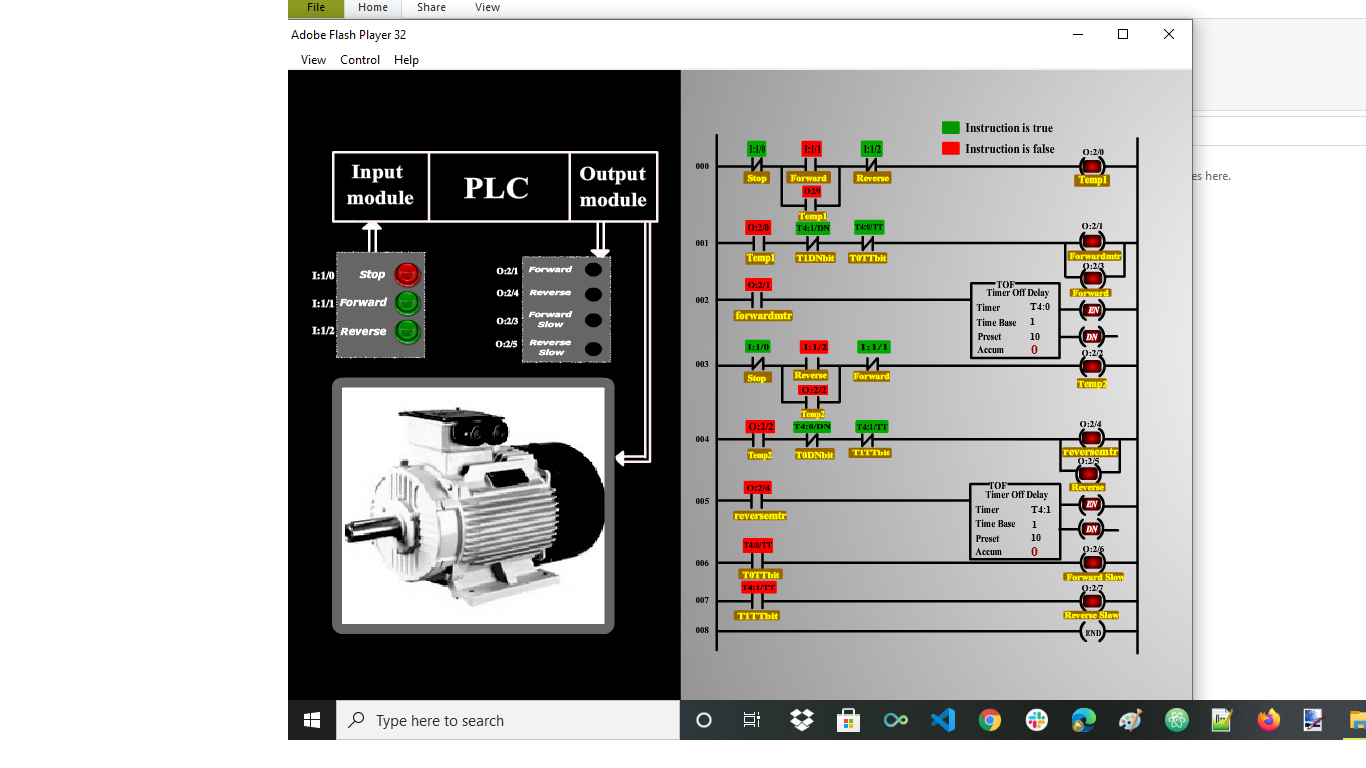 File Home Share View
Adobe Flash Player 32
View Control Help
es here.
Input module
PLC
Output module
I:1/0 Stop
I:1/1 Forward
I:1/2 Reverse
O:2/1 Forward
O:2/4 Reverse
O:2/3 Forward Slow
O:2/5 Reverse Slow
Instruction is true
Instruction is false
000
I:1/0
Stop
I:1/1
Forward
O:2/0
Temp1
I:1/2
Reverse
O:2/0
Temp1
001
O:2/0
Temp1
T4:1/DN
T1DNbit
T4:0/TT
T0TTbit
O:2/1
Forwardmtr
O:2/3
Forward
002
O:2/1
forwardmtr
TOF
Timer Off Delay
Timer T4:0
Time Base 1
Preset 10
Accum 0
EN
DN
003
I:1/0
Stop
I:1/2
Reverse
O:2/2
Temp2
I:1/1
Forward
O:2/2
Temp2
004
O:2/2
Temp2
T4:0/DN
T0DNbit
T4:1/TT
T1TTbit
O:2/4
reversemtr
O:2/5
Reverse
005
O:2/4
reversemtr
TOF
Timer Off Delay
Timer T4:1
Time Base 1
Preset 10
Accum 0
EN
DN
006
T4:0/TT
T0TTbit
O:2/6
Forward Slow
007
T4:1/TT
T1TTbit
O:2/7
Reverse Slow
008
END
Type here to search